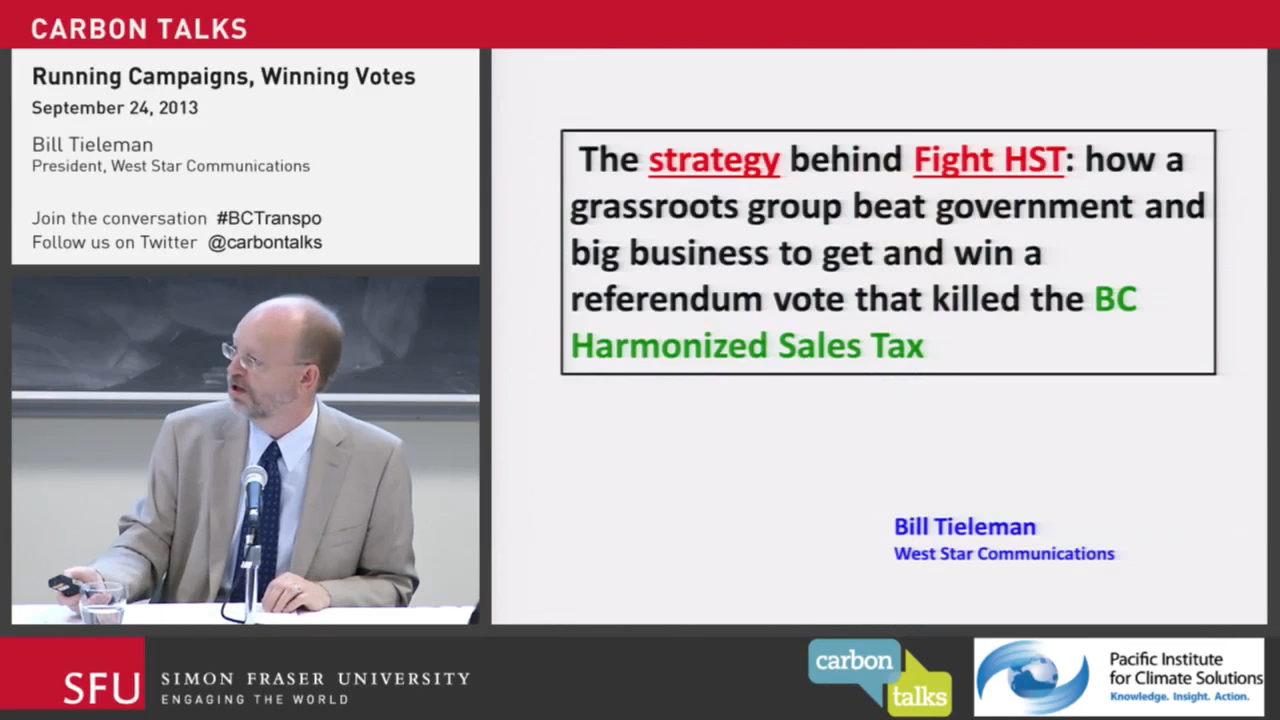 CARBON TALKS
Running Campaigns, Winning Votes
September 24, 2013
Bill Tieleman
President, West Star Communications
Join the conversation #BCTranspo
Follow us on Twitter @carbontalks
The strategy behind Fight HST: how a
grassroots group beat government and
big business to get and win a
referendum vote that killed the BC
Harmonized Sales Tax
Bill Tieleman
West Star Communications
SFU
SIMON FRASER UNIVERSITY
ENGAGING THE WORLD
carbon
talks
Pacific Institute
for Climate Solutions
Knowledge. Insight. Action.